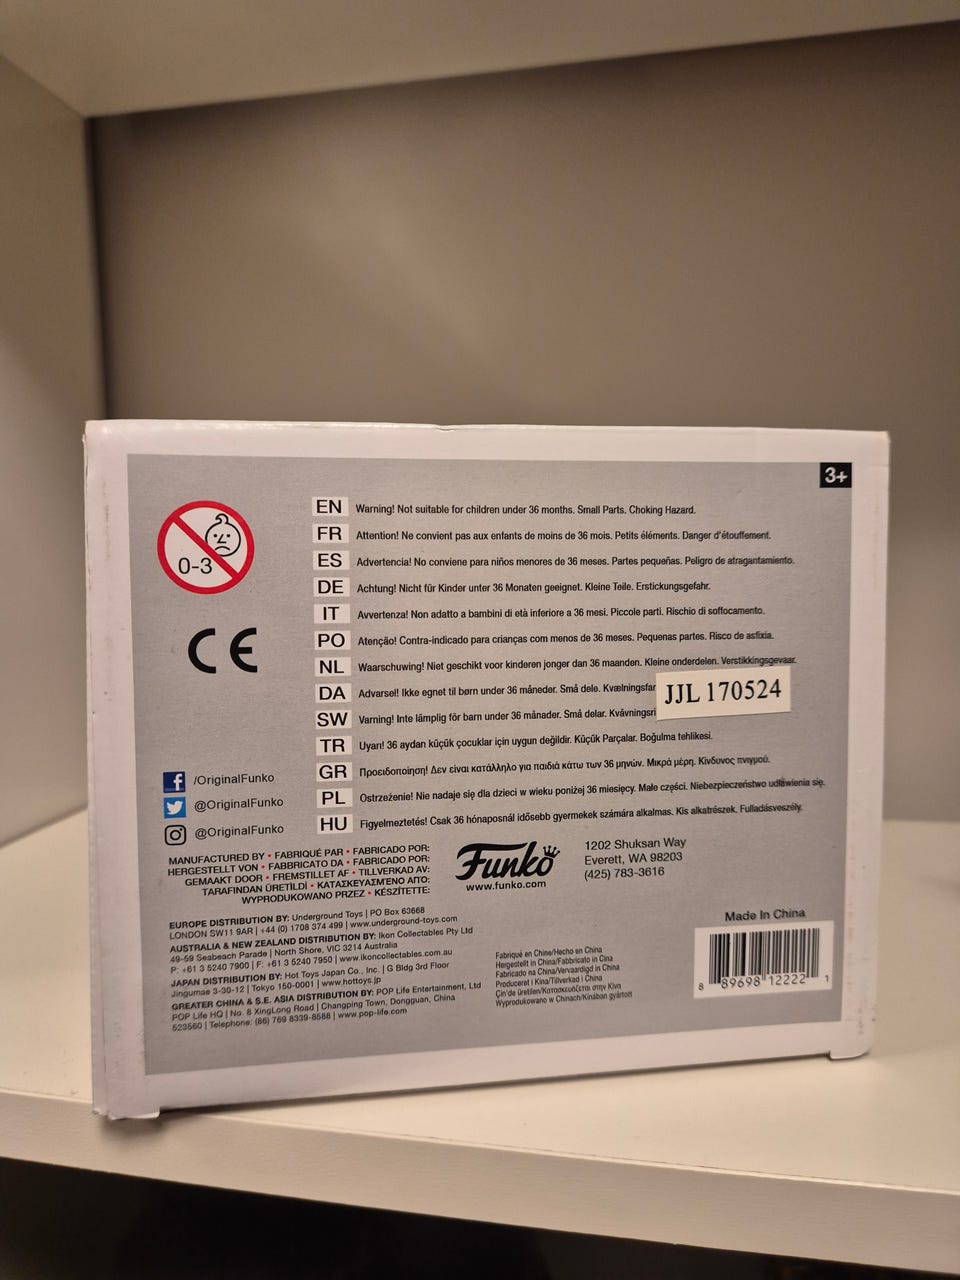 3+
0-3
CE
EN Warning! Not suitable for children under 36 months. Small Parts. Choking Hazard.
FR Attention! Ne convient pas aux enfants de moins de 36 mois. Petits éléments. Danger d'étouffement.
ES Advertencia! No conviene para niños menores de 36 meses. Partes pequeñas. Peligro de atragantamiento.
DE Achtung! Nicht für Kinder unter 36 Monaten geeignet. Kleine Teile. Erstickungsgefahr.
IT Avvertenza! Non adatto a bambini di età inferiore a 36 mesi. Piccole parti. Rischio di soffocamento.
PO Atenção! Contra-indicado para crianças com menos de 36 meses. Pequenas partes. Risco de asfixia.
NL Waarschuwing! Niet geschikt voor kinderen jonger dan 36 maanden. Kleine onderdelen. Verstikkingsgevaar.
DA Advarsel! Ikke egnet til børn under 36 måneder. Små dele. Kvælningsfar
JJL 170524
SW Varning! Inte lämplig för barn under 36 månader. Små delar. Kvävningsri
TR Uyarı! 36 aydan küçük çocuklar için uygun değildir. Küçük Parçalar. Boğulma tehlikesi.
GR Προειδοποίηση! Δεν είναι κατάλληλο για παιδιά κάτω των 36 μηνών. Μικρά μέρη. Κίνδυνος πνιγμού.
PL Ostrzeżenie! Nie nadaje się dla dzieci w wieku poniżej 36 miesięcy. Małe części. Niebezpieczeństwo udławienia się.
HU Figyelmeztetés! Csak 36 hónaposnál idősebb gyermekek számára alkalmas. Kis alkatrészek. Fulladásveszély.
/OriginalFunko
@OriginalFunko
@OriginalFunko
MANUFACTURED BY • FABRIQUÉ PAR • FABRICADO POR:
HERGESTELLT VON • FABBRICATO DA • FABRICADO POR:
GEMAAKT DOOR • FREMSTILLET AF • TILLVERKAD AV:
TARAFINDAN ÜRETİLDİ • ΚΑΤΑΣΚΕΥΑΣΜΕΝΟ ΑΠΟ:
WYPRODUKOWANO PRZEZ • KÉSZÍTETTE:
Funko
www.funko.com
1202 Shuksan Way
Everett, WA 98203
(425) 783-3616
EUROPE DISTRIBUTION BY: Underground Toys | PO Box 63668
LONDON SW11 9AR | +44 (0) 1708 374 499 | www.underground-toys.com
AUSTRALIA & NEW ZEALAND DISTRIBUTION BY: Ikon Collectables Pty Ltd
49-59 Seabeach Parade | North Shore, VIC 3214 Australia
P: +61 3 5240 7900 | F: +61 3 5240 7950 | www.ikoncollectables.com.au
JAPAN DISTRIBUTION BY: Hot Toys Japan Co., Inc. | G Bldg 3rd Floor
Jingumae 3-30-12 | Tokyo 150-0001 | www.hottoys.jp
GREATER CHINA & S.E. ASIA DISTRIBUTION BY: POP Life Entertainment, Ltd
POP Life HQ | No. 8 XingLong Road | Changping Town, Dongguan, China
523560 | Telephone: (86) 769 8339-8588 | www.pop-life.com
Fabriqué en Chine/Hecho en China
Hergestellt in China/Fabbricato in Cina
Fabricado na China/Vervaardigd in China
Produceret i Kina/Tillverkad i China
Çin'de üretilen/Κατασκευάζεται στην Κίνα
Wyprodukowano w Chinach/Kínában gyártott
Made In China
8 89698 12222 1